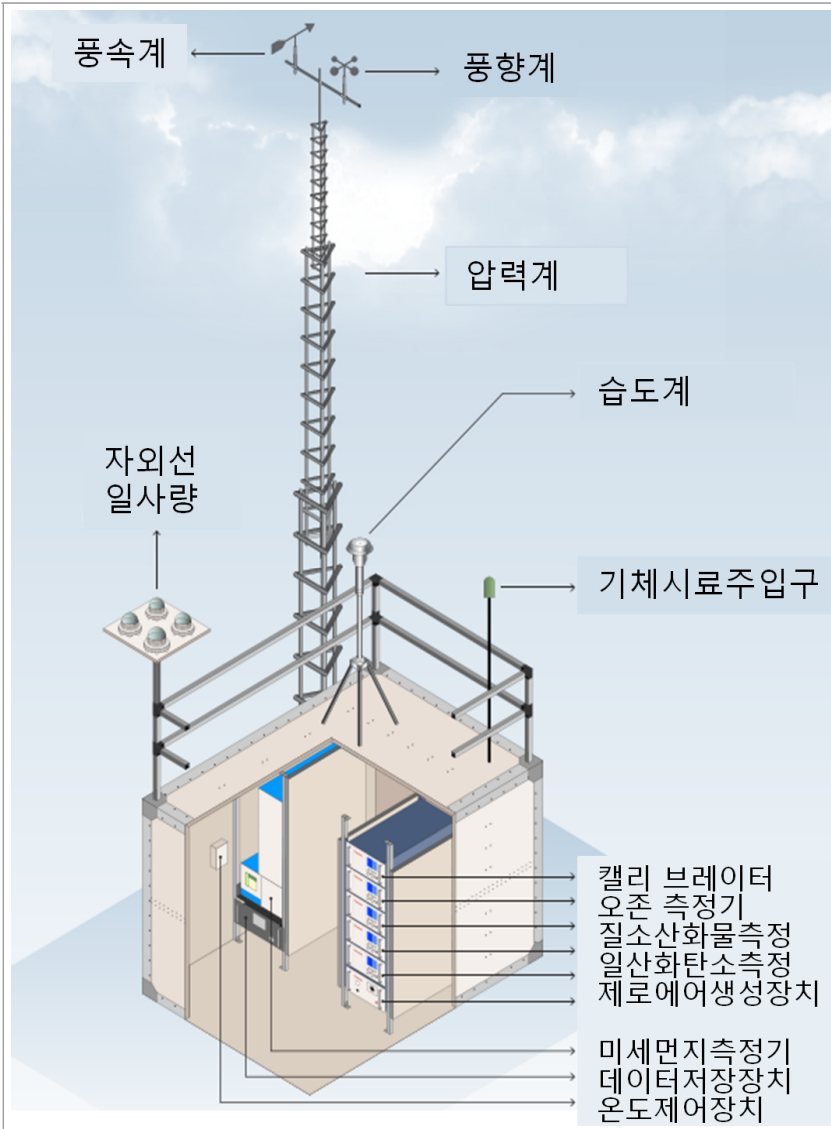 풍속계
풍향계
압력계
습도계
자외선
일사량
기체시료주입구
캘리 브레이터
오존 측정기
질소산화물측정
일산화탄소측정
제로에어생성장치
미세먼지측정기
데이터저장장치
온도제어장치